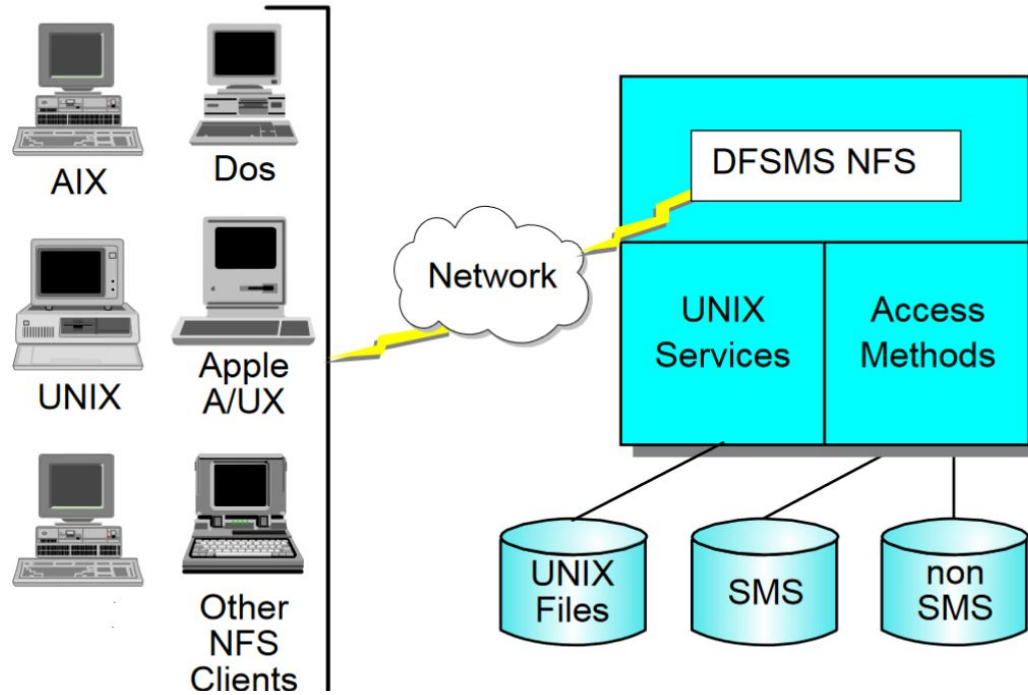 AIX
Dos
UNIX
Apple
A/UX
Other
NFS
Clients
Network
DFSMS NFS
UNIX
Services
Access
Methods
UNIX
Files
SMS
non
SMS